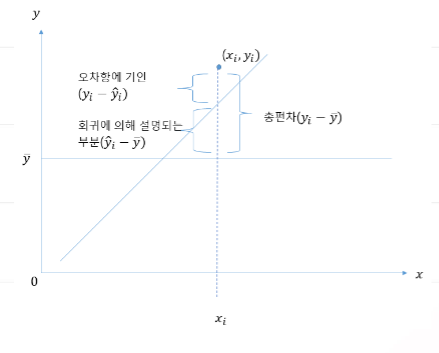 y
(xᵢ, yᵢ)
오차항에 기인
(yᵢ − ŷᵢ)
회귀에 의해 설명되는
부분(ŷᵢ − ȳ)
총편차(yᵢ − ȳ)
ȳ
0
x
xᵢ